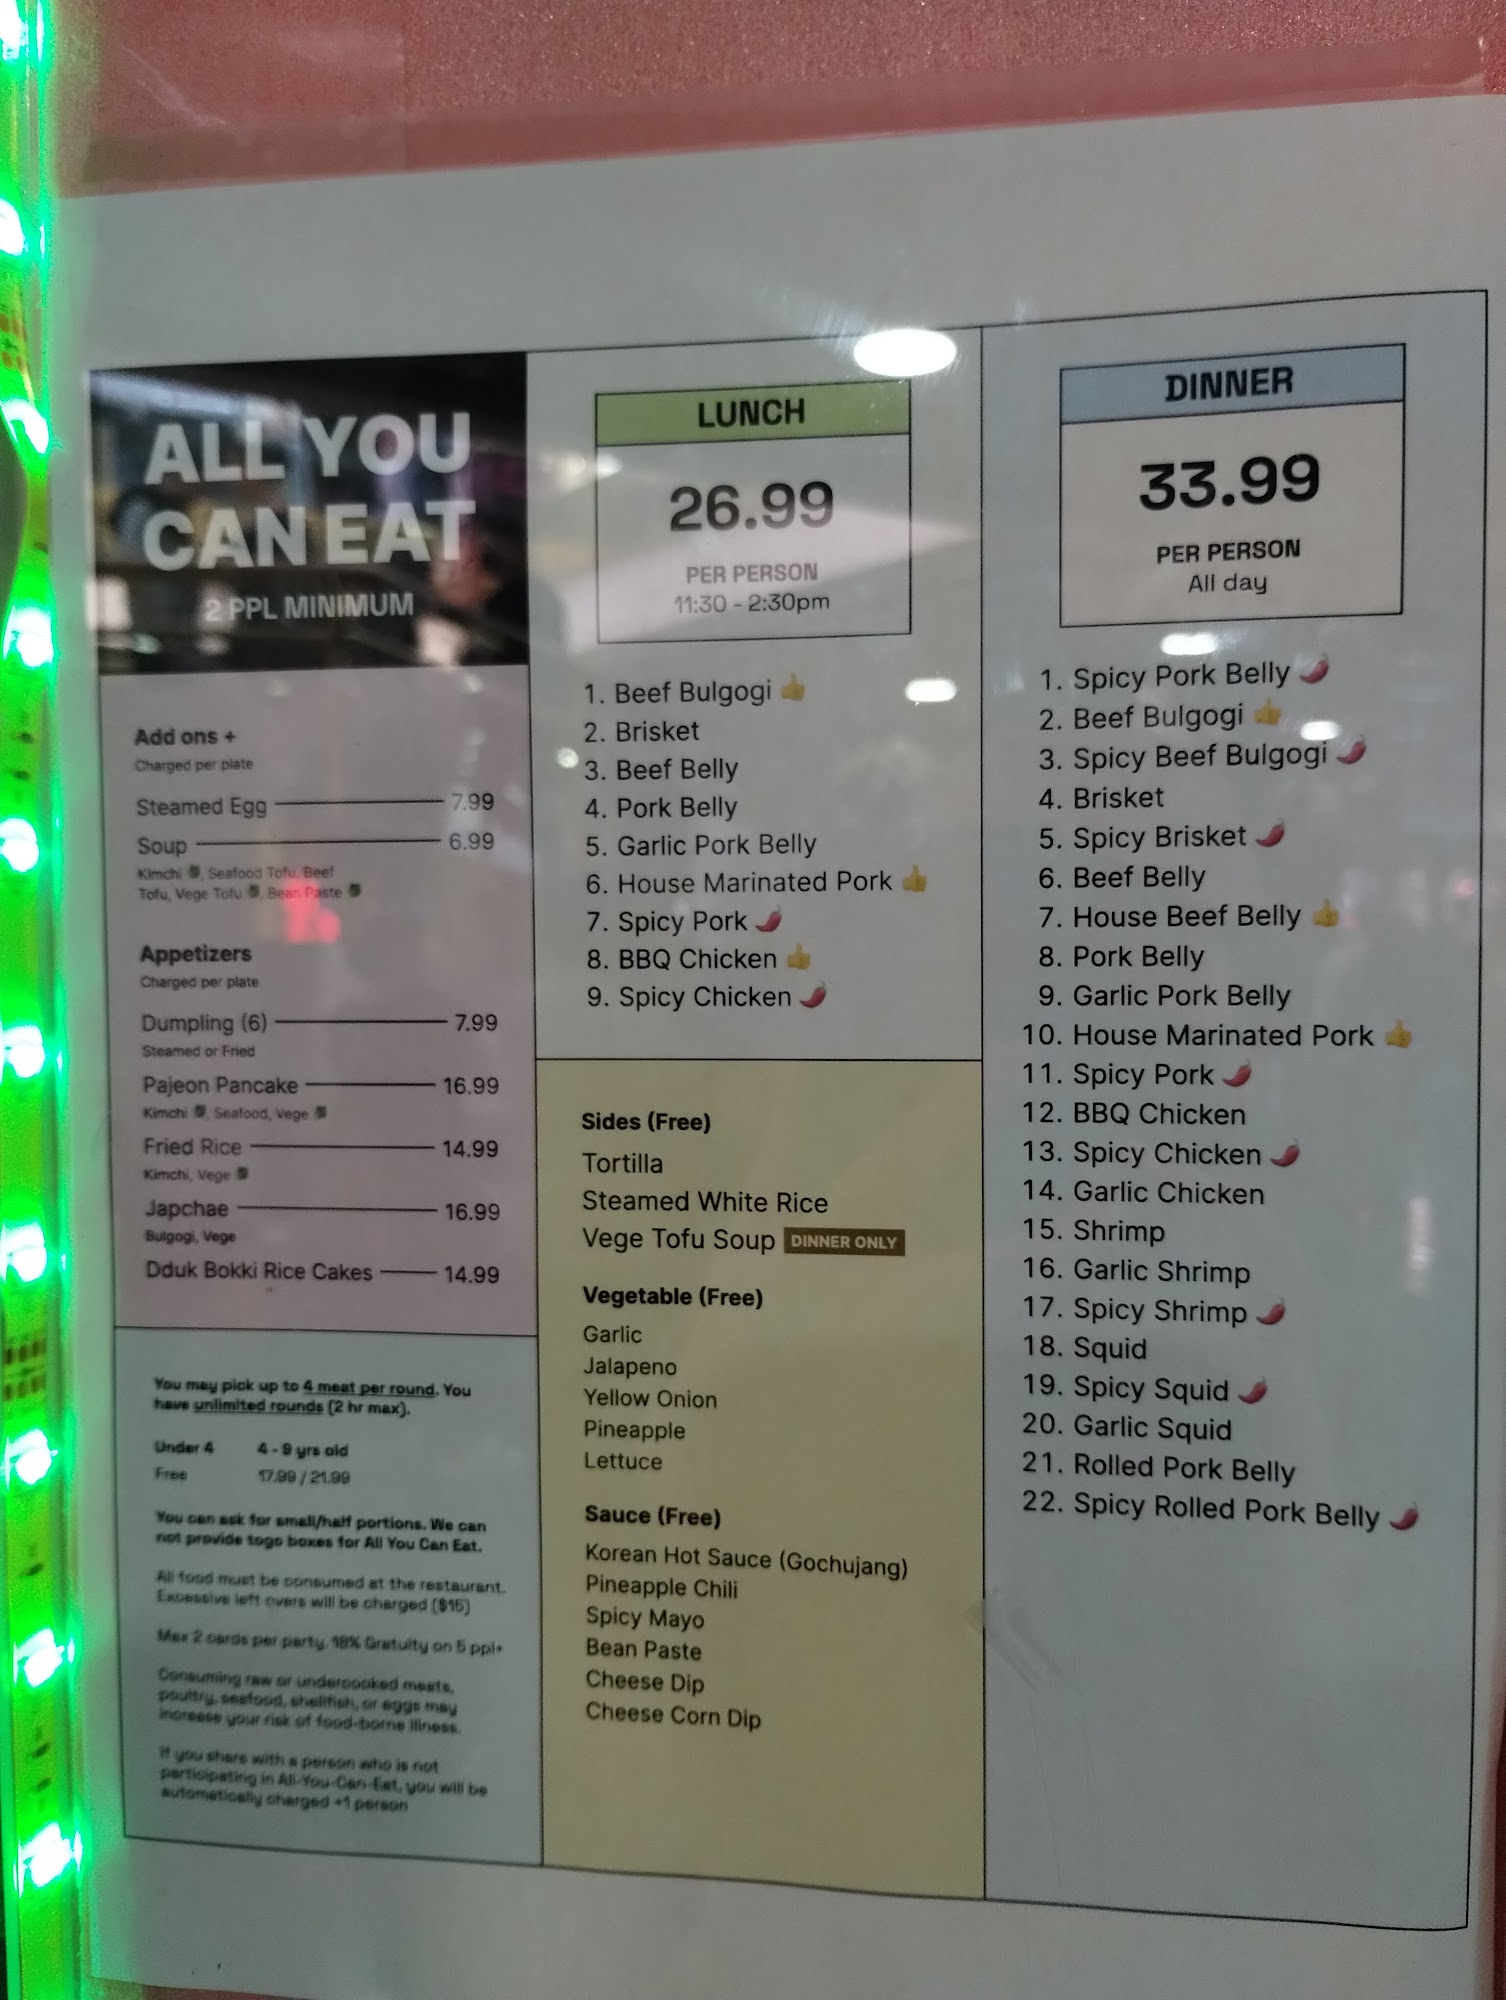 ALL YOU
CAN EAT
2 PPL MINIMUM
Add ons +
Charged per plate
Steamed Egg 7.99
Soup 6.99
Kimchi, Seafood Tofu, Beef
Tofu, Vege Tofu, Bean Paste
Appetizers
Charged per plate
Dumpling (6) 7.99
Steamed or Fried
Pajeon Pancake 16.99
Kimchi, Seafood, Vege
Fried Rice 14.99
Kimchi, Vege
Japchae 16.99
Bulgogi, Vege
Dduk Bokki Rice Cakes 14.99
You may pick up to 4 meat per round. You
have unlimited rounds (2 hr max).
Under 4 4 - 9 yrs old
Free 17.99 / 21.99
You can ask for small/half portions. We can
not provide togo boxes for All You Can Eat.
All food must be consumed at the restaurant.
Excessive left overs will be charged ($15)
Max 2 cards per party. 18% Gratuity on 5 ppl+
Consuming raw or undercooked meats,
poultry, seafood, shellfish, or eggs may
increase your risk of food-borne illness.
If you share with a person who is not
participating in All-You-Can-Eat, you will be
automatically charged +1 person
LUNCH
26.99
PER PERSON
11:30 - 2:30pm
1. Beef Bulgogi 👍
2. Brisket
3. Beef Belly
4. Pork Belly
5. Garlic Pork Belly
6. House Marinated Pork 👍
7. Spicy Pork 🌶️
8. BBQ Chicken 👍
9. Spicy Chicken 🌶️
Sides (Free)
Tortilla
Steamed White Rice
Vege Tofu Soup DINNER ONLY
Vegetable (Free)
Garlic
Jalapeno
Yellow Onion
Pineapple
Lettuce
Sauce (Free)
Korean Hot Sauce (Gochujang)
Pineapple Chili
Spicy Mayo
Bean Paste
Cheese Dip
Cheese Corn Dip
DINNER
33.99
PER PERSON
All day
1. Spicy Pork Belly 🌶️
2. Beef Bulgogi 👍
3. Spicy Beef Bulgogi 🌶️
4. Brisket
5. Spicy Brisket 🌶️
6. Beef Belly
7. House Beef Belly 👍
8. Pork Belly
9. Garlic Pork Belly
10. House Marinated Pork 👍
11. Spicy Pork 🌶️
12. BBQ Chicken
13. Spicy Chicken 🌶️
14. Garlic Chicken
15. Shrimp
16. Garlic Shrimp
17. Spicy Shrimp 🌶️
18. Squid
19. Spicy Squid 🌶️
20. Garlic Squid
21. Rolled Pork Belly
22. Spicy Rolled Pork Belly 🌶️